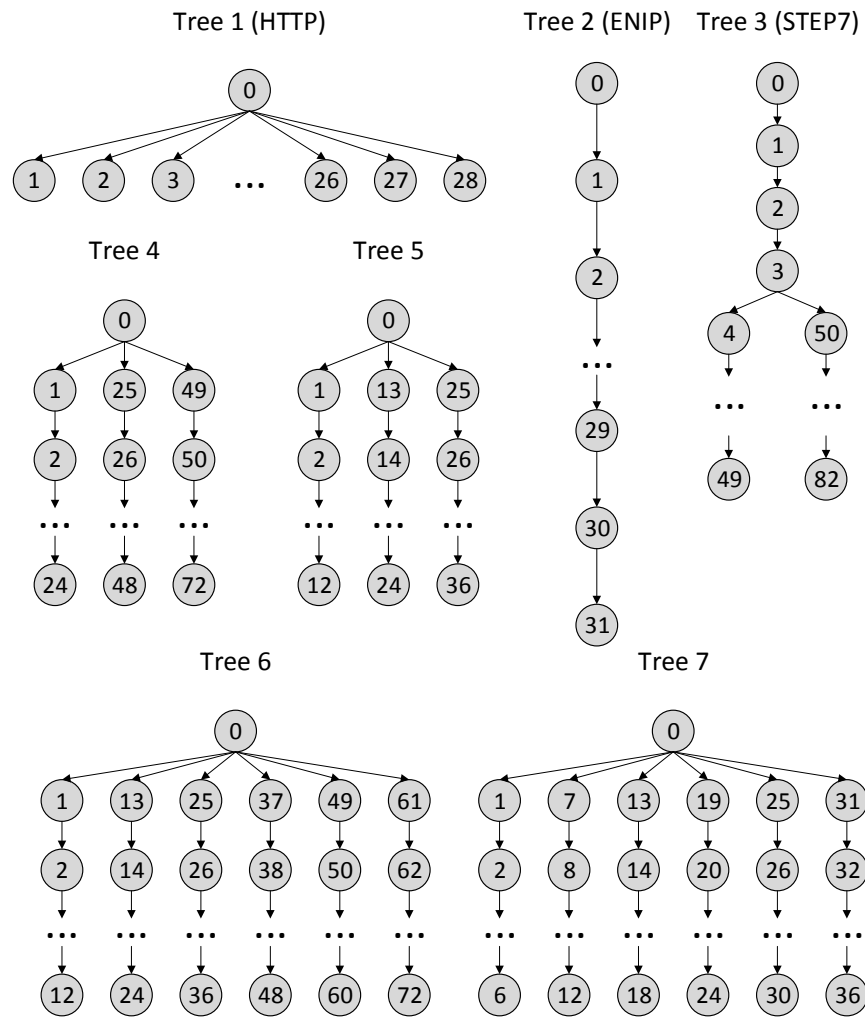 Tree 1 (HTTP)
Tree 2 (ENIP)
Tree 3 (STEP7)
0
1 2 3 ... 26 27 28
0
1
2
...
29
30
31
0
1
2
3
4 50
... ...
49 82
Tree 4
0
1 25 49
2 26 50
... ... ...
24 48 72
Tree 5
0
1 13 25
2 14 26
... ... ...
12 24 36
Tree 6
0
1 13 25 37 49 61
2 14 26 38 50 62
... ... ... ... ... ...
12 24 36 48 60 72
Tree 7
0
1 7 13 19 25 31
2 8 14 20 26 32
... ... ... ... ... ...
6 12 18 24 30 36